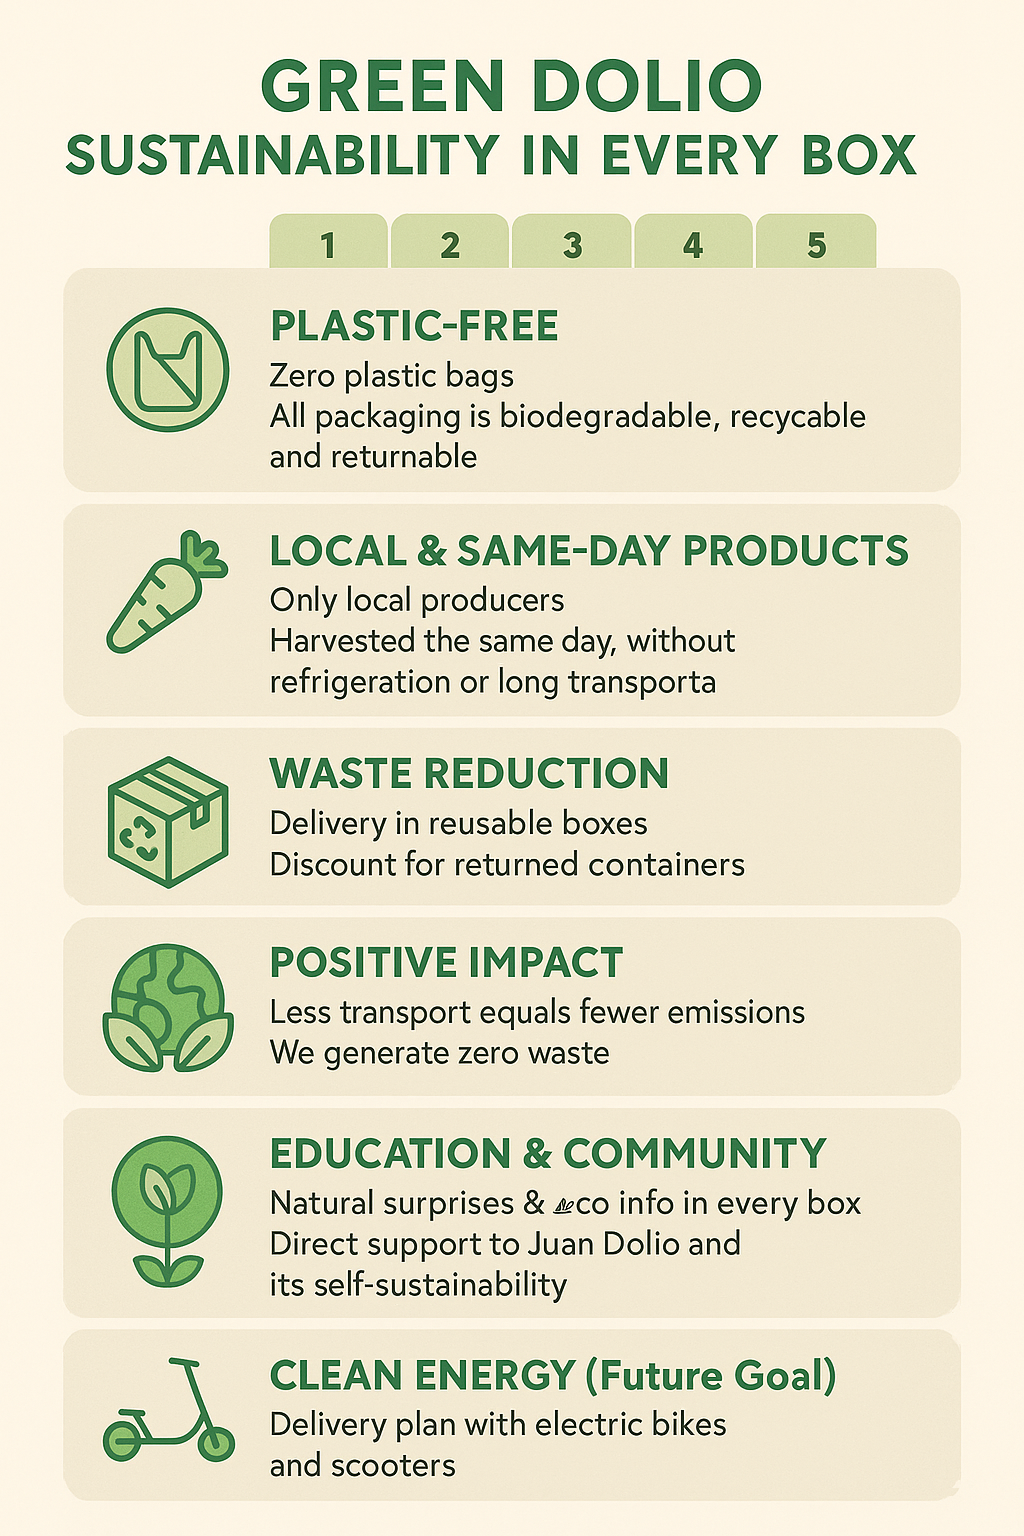 GREEN DOLIO
SUSTAINABILITY IN EVERY BOX
1 2 3 4 5
PLASTIC-FREE
Zero plastic bags
All packaging is biodegradable, recycable
and returnable
LOCAL & SAME-DAY PRODUCTS
Only local producers
Harvested the same day, without
refrigeration or long transporta
WASTE REDUCTION
Delivery in reusable boxes
Discount for returned containers
POSITIVE IMPACT
Less transport equals fewer emissions
We generate zero waste
EDUCATION & COMMUNITY
Natural surprises & co info in every box
Direct support to Juan Dolio and
its self-sustainability
CLEAN ENERGY (Future Goal)
Delivery plan with electric bikes
and scooters